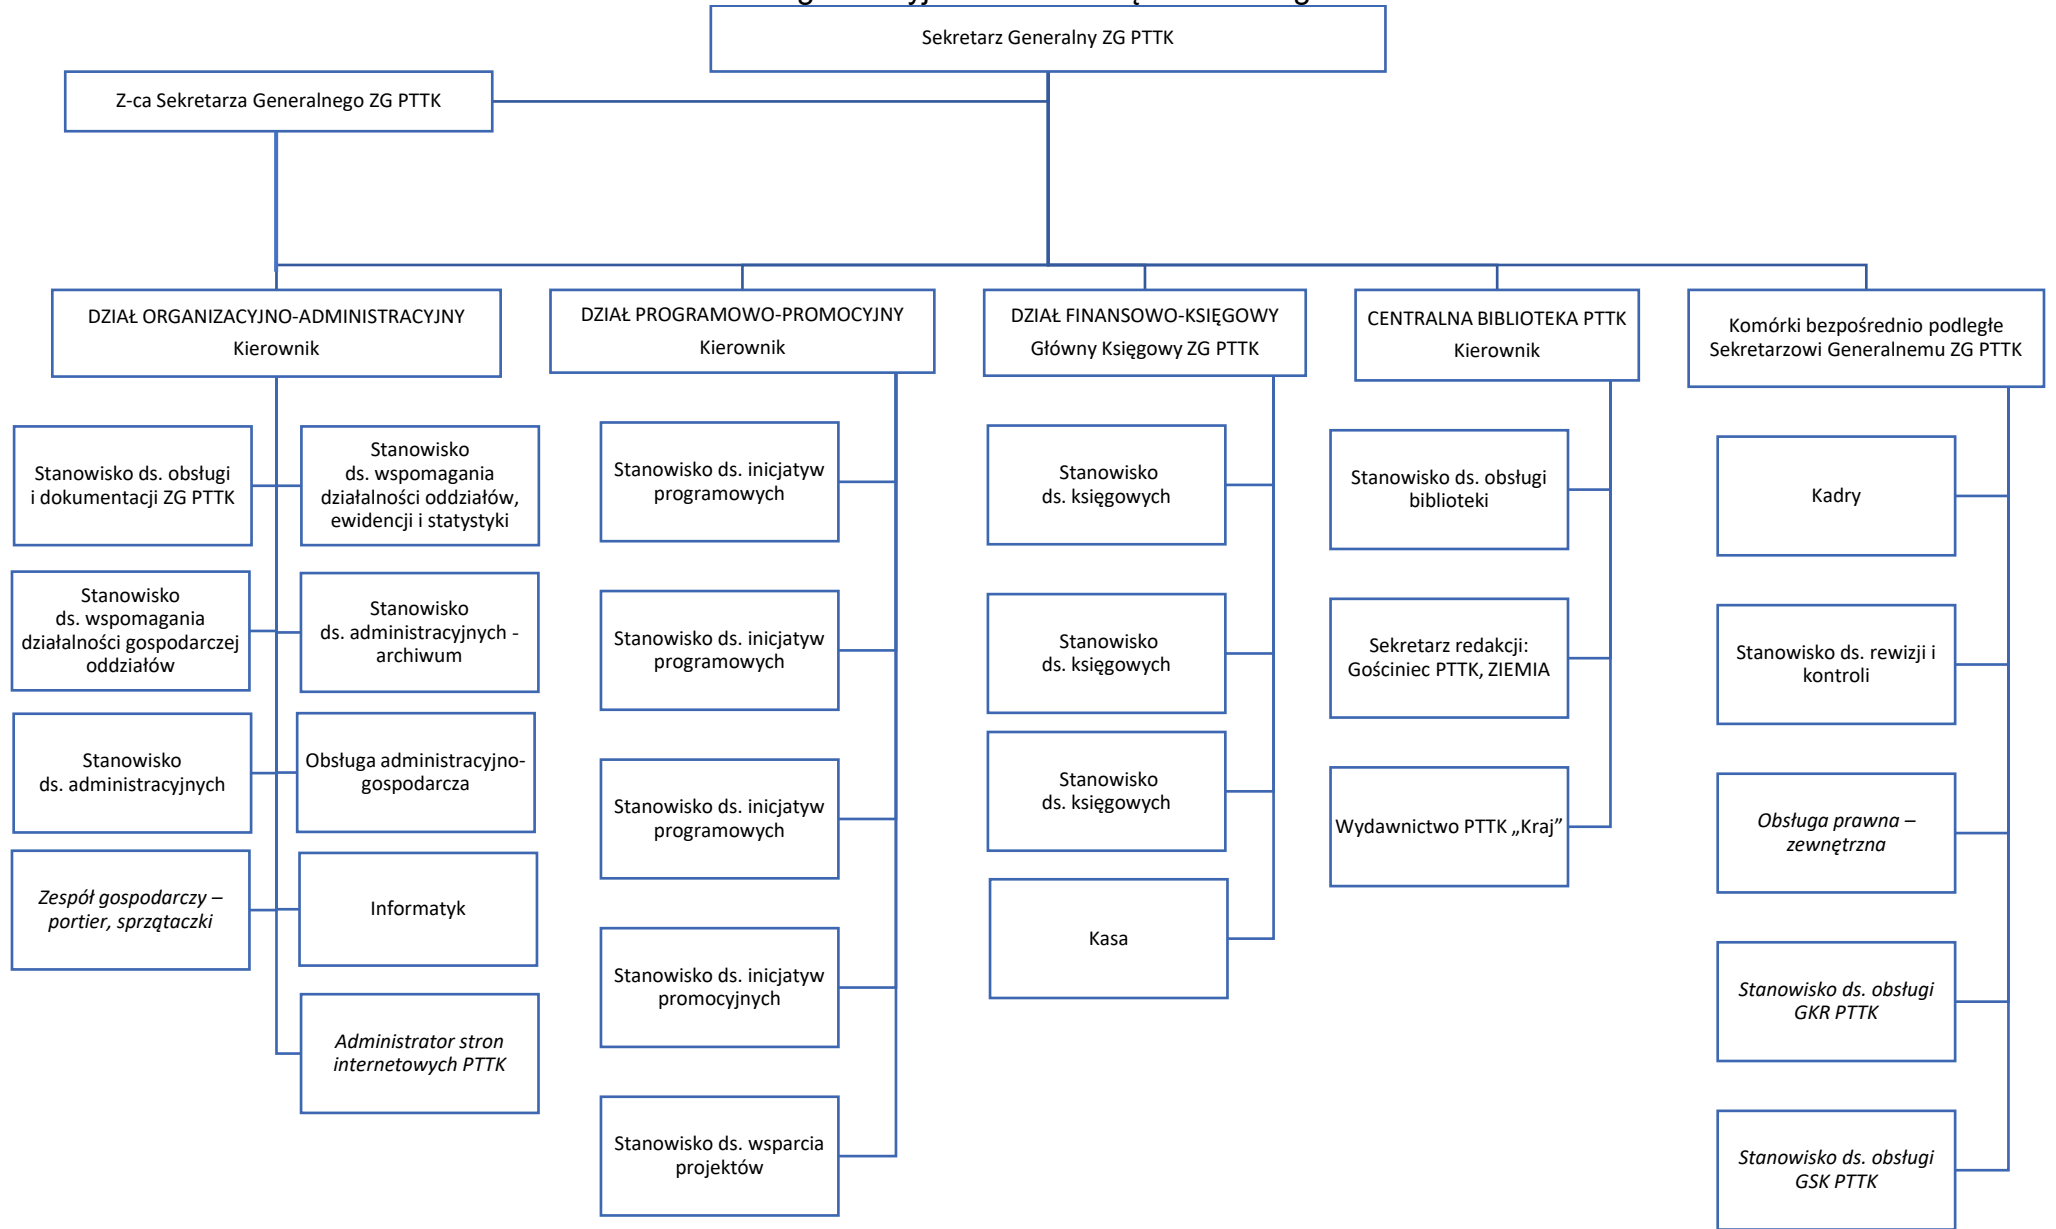 Sekretarz Generalny ZG PTTK
Z-ca Sekretarza Generalnego ZG PTTK
DZIAŁ ORGANIZACYJNO-ADMINISTRACYJNY
Kierownik
DZIAŁ PROGRAMOWO-PROMOCYJNY
Kierownik
DZIAŁ FINANSOWO-KSIĘGOWY
Główny Księgowy ZG PTTK
CENTRALNA BIBLIOTEKA PTTK
Kierownik
Komórki bezpośrednio podległe
Sekretarzowi Generalnemu ZG PTTK
Stanowisko ds. obsługi
i dokumentacji ZG PTTK
Stanowisko
ds. wspomagania
działalności oddziałów,
ewidencji i statystyki
Stanowisko
ds. wspomagania
działalności gospodarczej
oddziałów
Stanowisko
ds. administracyjnych -
archiwum
Stanowisko
ds. administracyjnych
Obsługa administracyjno-
gospodarcza
Zespół gospodarczy –
portier, sprzątaczki
Informatyk
Administrator stron
internetowych PTTK
Stanowisko ds. inicjatyw
programowych
Stanowisko ds. inicjatyw
programowych
Stanowisko ds. inicjatyw
programowych
Stanowisko ds. inicjatyw
promocyjnych
Stanowisko ds. wsparcia
projektów
Stanowisko
ds. księgowych
Stanowisko
ds. księgowych
Stanowisko
ds. księgowych
Kasa
Stanowisko ds. obsługi
biblioteki
Sekretarz redakcji:
Gościniec PTTK, ZIEMIA
Wydawnictwo PTTK „Kraj”
Kadry
Stanowisko ds. rewizji i
kontroli
Obsługa prawna –
zewnętrzna
Stanowisko ds. obsługi
GKR PTTK
Stanowisko ds. obsługi
GSK PTTK